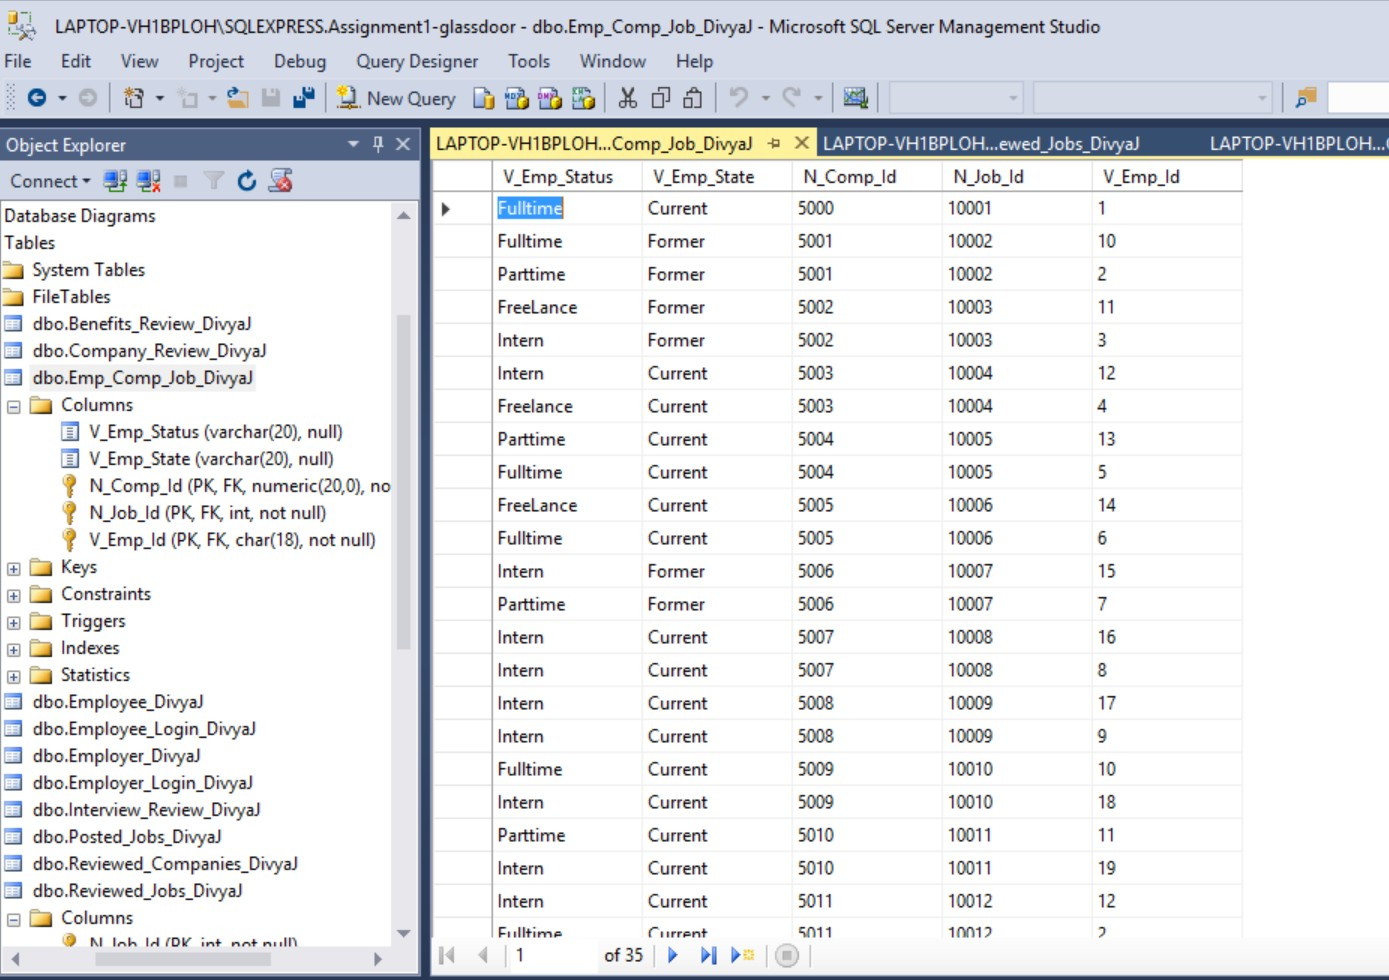 LAPTOP-VH1BPLOH\SQLEXPRESS.Assignment1-glassdoor - dbo.Emp_Comp_Job_DivyaJ - Microsoft SQL Server Management Studio
File Edit View Project Debug Query Designer Tools Window Help
New Query
Object Explorer
Connect
Database Diagrams
Tables
System Tables
FileTables
dbo.Benefits_Review_DivyaJ
dbo.Company_Review_DivyaJ
dbo.Emp_Comp_Job_DivyaJ
Columns
V_Emp_Status (varchar(20), null)
V_Emp_State (varchar(20), null)
N_Comp_Id (PK, FK, numeric(20,0), no
N_Job_Id (PK, FK, int, not null)
V_Emp_Id (PK, FK, char(18), not null)
Keys
Constraints
Triggers
Indexes
Statistics
dbo.Employee_DivyaJ
dbo.Employee_Login_DivyaJ
dbo.Employer_DivyaJ
dbo.Employer_Login_DivyaJ
dbo.Interview_Review_DivyaJ
dbo.Posted_Jobs_DivyaJ
dbo.Reviewed_Companies_DivyaJ
dbo.Reviewed_Jobs_DivyaJ
Columns
N_Job_Id (PK, int, not null)
LAPTOP-VH1BPLOH...Comp_Job_DivyaJ LAPTOP-VH1BPLOH...ewed_Jobs_DivyaJ LAPTOP-VH1BPLOH...
V_Emp_Status V_Emp_State N_Comp_Id N_Job_Id V_Emp_Id
Fulltime Current 5000 10001 1
Fulltime Former 5001 10002 10
Parttime Former 5001 10002 2
FreeLance Former 5002 10003 11
Intern Former 5002 10003 3
Intern Current 5003 10004 12
Freelance Current 5003 10004 4
Parttime Current 5004 10005 13
Fulltime Current 5004 10005 5
FreeLance Current 5005 10006 14
Fulltime Current 5005 10006 6
Intern Former 5006 10007 15
Parttime Former 5006 10007 7
Intern Current 5007 10008 16
Intern Current 5007 10008 8
Intern Current 5008 10009 17
Intern Current 5008 10009 9
Fulltime Current 5009 10010 10
Intern Current 5009 10010 18
Parttime Current 5010 10011 11
Intern Current 5010 10011 19
Intern Current 5011 10012 12
Fulltime Current 5011 10012 2
1 of 35